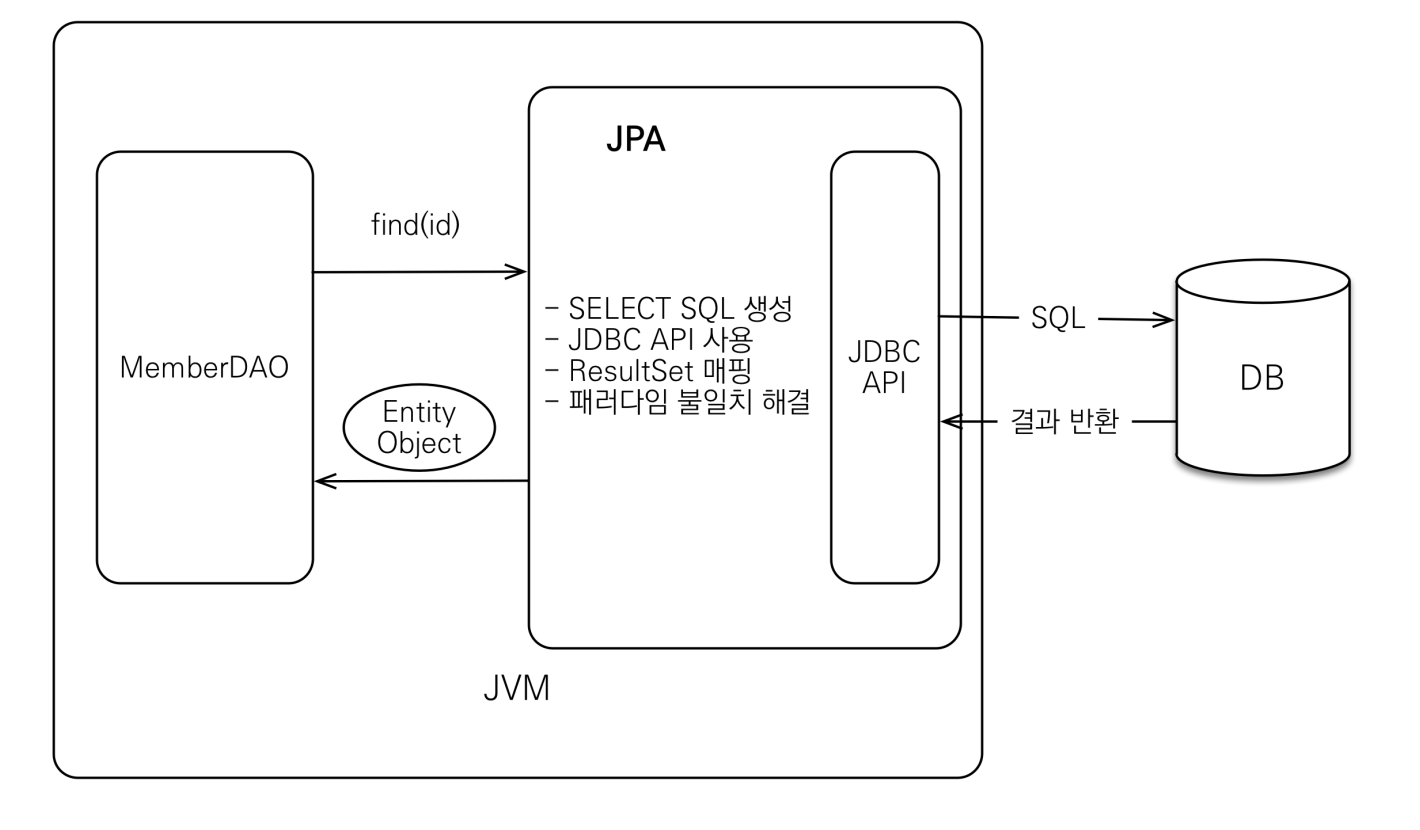 JPA
find(id)
MemberDAO
Entity
Object
- SELECT SQL 생성
- JDBC API 사용
- ResultSet 매핑
- 패러다임 불일치 해결
JDBC
API
SQL
결과 반환
DB
JVM